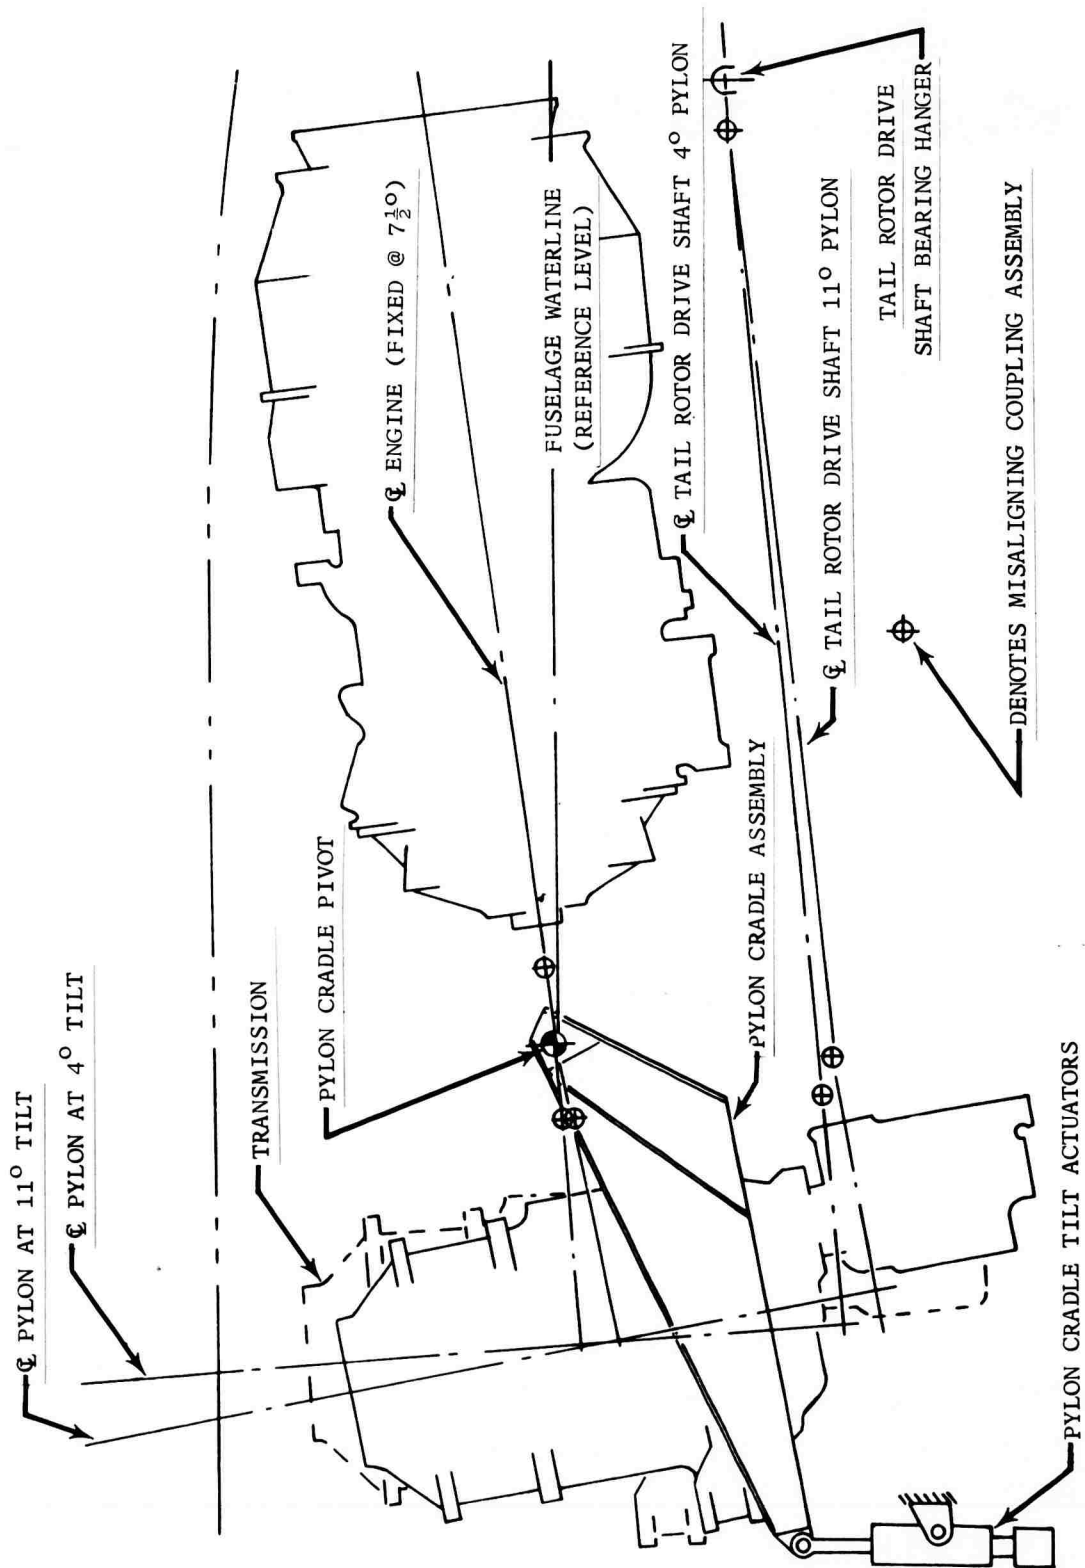 ℄ PYLON AT 11° TILT
℄ PYLON AT 4° TILT
TRANSMISSION
PYLON CRADLE PIVOT
℄ ENGINE (FIXED @ 7½°)
FUSELAGE WATERLINE
(REFERENCE LEVEL)
℄ TAIL ROTOR DRIVE SHAFT 4° PYLON
PYLON CRADLE ASSEMBLY
℄ TAIL ROTOR DRIVE SHAFT 11° PYLON
TAIL ROTOR DRIVE
SHAFT BEARING HANGER
DENOTES MISALIGNING COUPLING ASSEMBLY
PYLON CRADLE TILT ACTUATORS